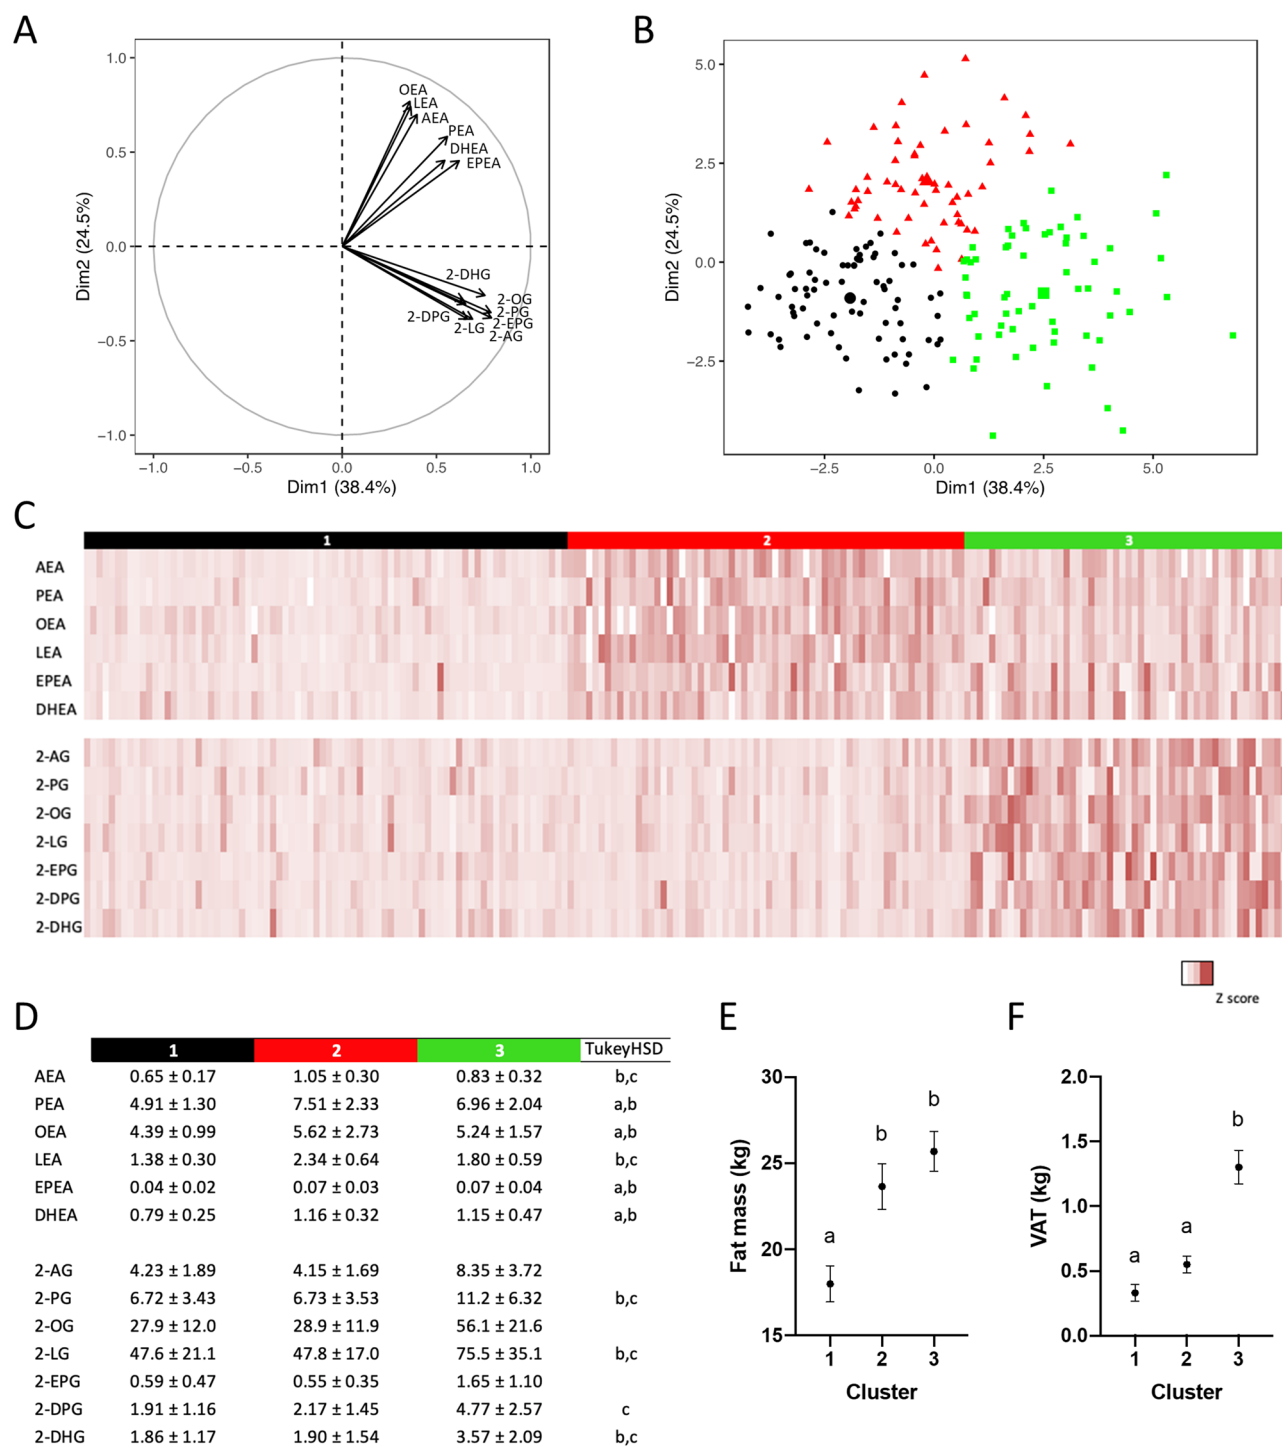 A
1.0
0.5
0.0
−0.5
−1.0
Dim2 (24.5%)
OEA
LEA
AEA
PEA
DHEA
EPEA
2-DHG
2-OG
2-PG
2-DPG
2-EPG
2-LG
2-AG
−1.0 −0.5 0.0 0.5 1.0
Dim1 (38.4%)
B
5.0
2.5
0.0
−2.5
Dim2 (24.5%)
−2.5 0.0 2.5 5.0
Dim1 (38.4%)
C
1 2 3
AEA
PEA
OEA
LEA
EPEA
DHEA
2-AG
2-PG
2-OG
2-LG
2-EPG
2-DPG
2-DHG
Z score
D
1 2 3 TukeyHSD
AEA 0.65 ± 0.17 1.05 ± 0.30 0.83 ± 0.32 b,c
PEA 4.91 ± 1.30 7.51 ± 2.33 6.96 ± 2.04 a,b
OEA 4.39 ± 0.99 5.62 ± 2.73 5.24 ± 1.57 a,b
LEA 1.38 ± 0.30 2.34 ± 0.64 1.80 ± 0.59 b,c
EPEA 0.04 ± 0.02 0.07 ± 0.03 0.07 ± 0.04 a,b
DHEA 0.79 ± 0.25 1.16 ± 0.32 1.15 ± 0.47 a,b
2-AG 4.23 ± 1.89 4.15 ± 1.69 8.35 ± 3.72
2-PG 6.72 ± 3.43 6.73 ± 3.53 11.2 ± 6.32 b,c
2-OG 27.9 ± 12.0 28.9 ± 11.9 56.1 ± 21.6
2-LG 47.6 ± 21.1 47.8 ± 17.0 75.5 ± 35.1 b,c
2-EPG 0.59 ± 0.47 0.55 ± 0.35 1.65 ± 1.10
2-DPG 1.91 ± 1.16 2.17 ± 1.45 4.77 ± 2.57 c
2-DHG 1.86 ± 1.17 1.90 ± 1.54 3.57 ± 2.09 b,c
E
30
25
20
15
Fat mass (kg)
a
b
b
1 2 3
Cluster
F
2.0
1.5
1.0
0.5
0.0
VAT (kg)
a
a
b
1 2 3
Cluster